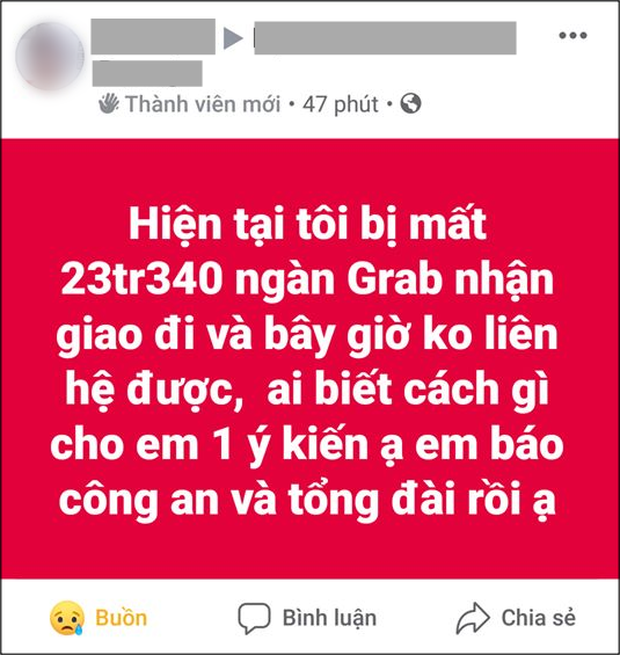 Thành viên mới • 47 phút •
Hiện tại tôi bị mất
23tr340 ngàn Grab nhận
giao đi và bây giờ ko liên
hệ được, ai biết cách gì
cho em 1 ý kiến ạ em báo
công an và tổng đài rồi ạ
Buồn Bình luận Chia sẻ